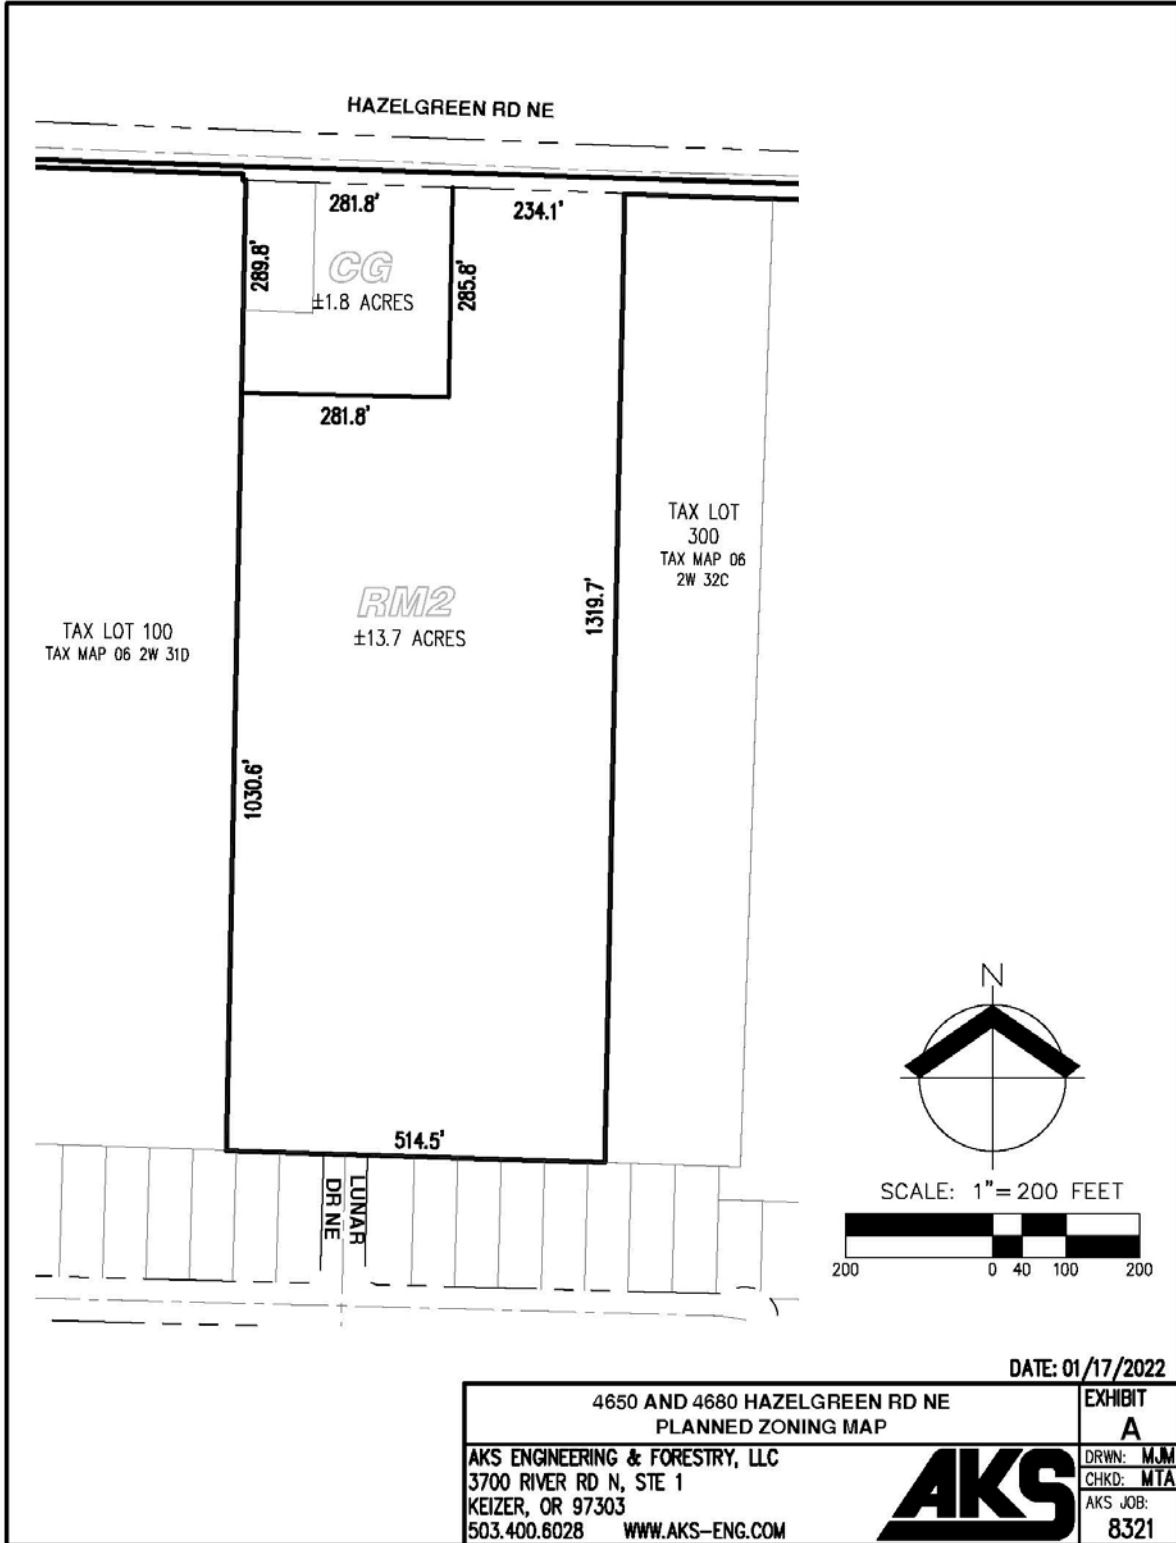 HAZELGREEN RD NE
281.8'
234.1'
289.8'
CG
±1.8 ACRES
285.8'
281.8'
TAX LOT
300
TAX MAP 06
2W 32C
1319.7'
RM2
±13.7 ACRES
TAX LOT 100
TAX MAP 06 2W 31D
1030.6'
514.5'
LUNAR
DR NE
N
SCALE: 1"=200 FEET
200 0 40 100 200
DATE: 01/17/2022
4650 AND 4680 HAZELGREEN RD NE
PLANNED ZONING MAP
EXHIBIT
A
AKS ENGINEERING & FORESTRY, LLC
3700 RIVER RD N, STE 1
KEIZER, OR 97303
503.400.6028 WWW.AKS-ENG.COM
AKS
DRWN: MJM
CHKD: MTA
AKS JOB:
8321